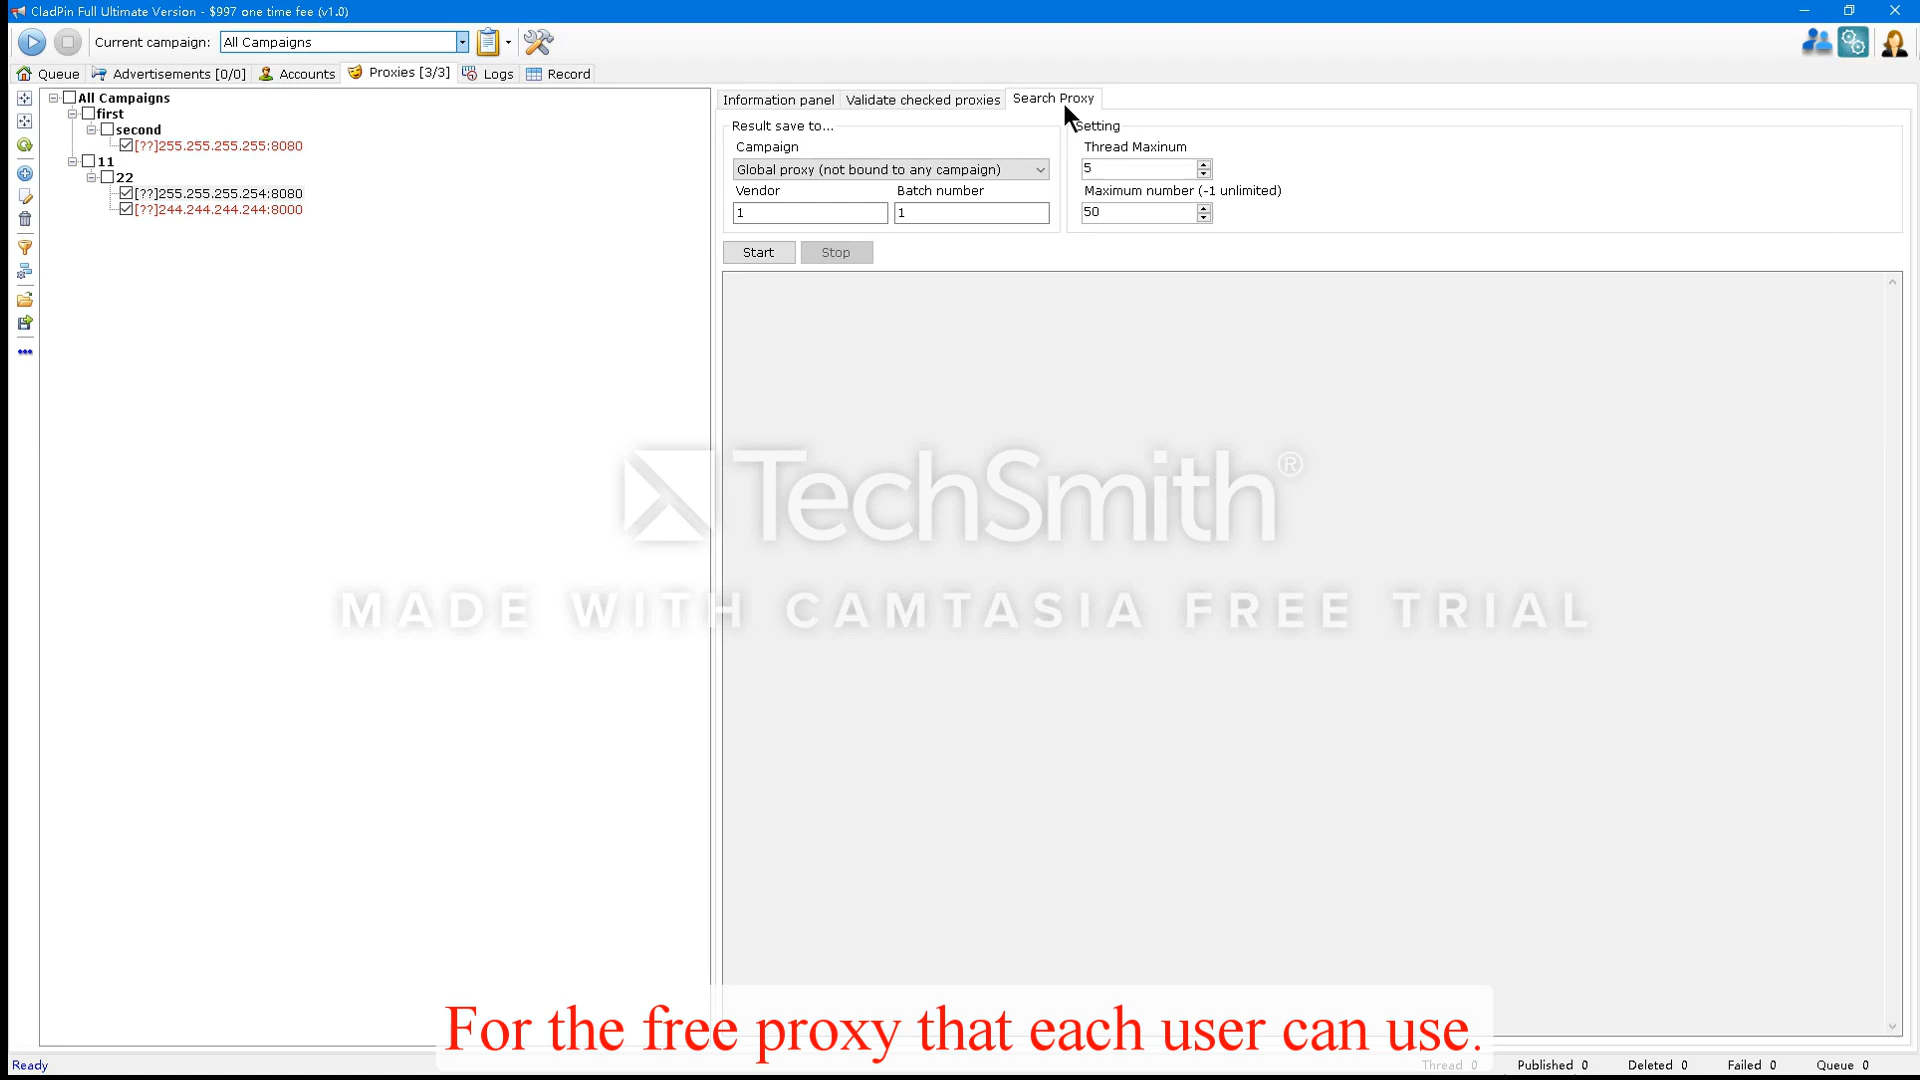 CladPin Full Ultimate Version - $997 one time fee (v1.0)
Current campaign: All Campaigns
Queue Advertisements [0/0] Accounts Proxies [3/3] Logs Record
All Campaigns
first
second
[??]255.255.255.255:8080
11
22
[??]255.255.255.254:8080
[??]244.244.244.244:8000
Information panel Validate checked proxies Search Proxy
Result save to...
Campaign
Global proxy (not bound to any campaign)
Vendor Batch number
1 1
Setting
Thread Maxinum
5
Maximum number (-1 unlimited)
50
Start Stop
TechSmith®
MADE WITH CAMTASIA FREE TRIAL
For the free proxy that each user can use.
Ready Thread 0 Published 0 Deleted 0 Failed 0 Queue 0